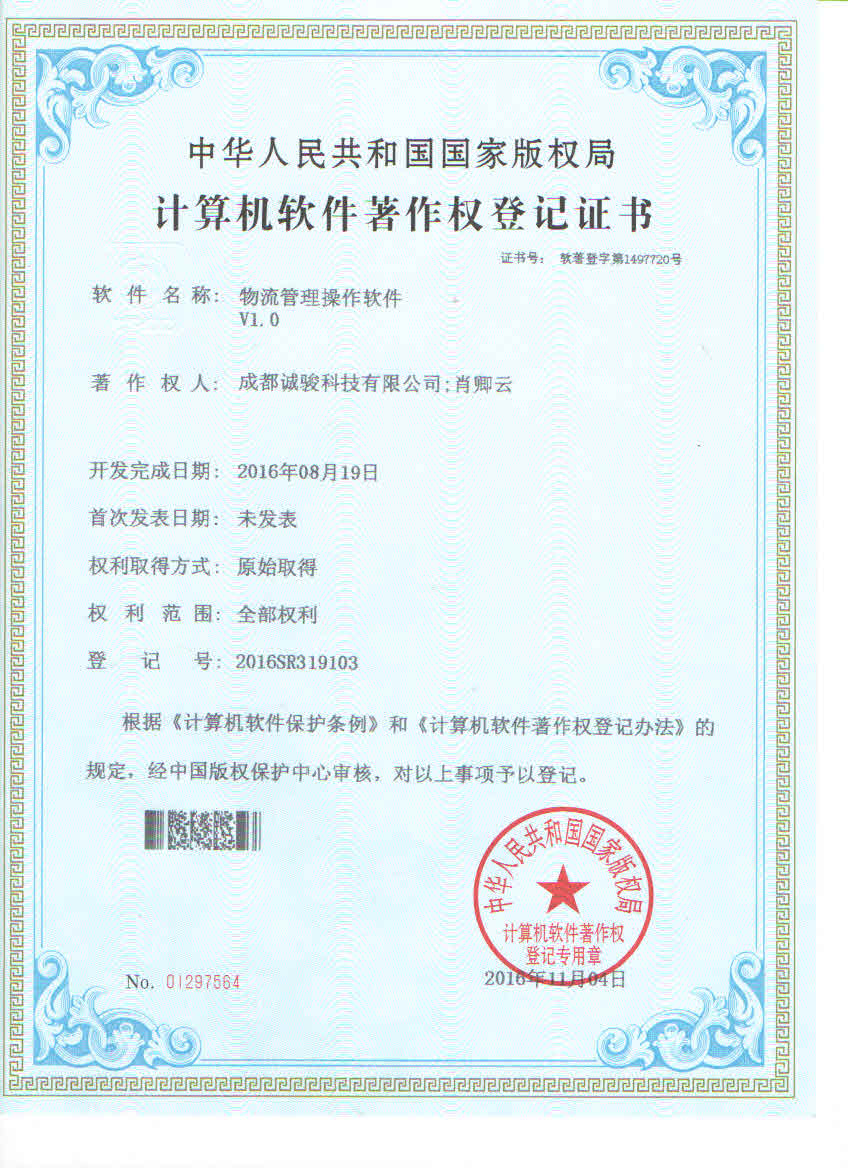 中华人民共和国国家版权局
计算机软件著作权登记证书
证书号： 软著登字第1497720号
软件名称： 物流管理操作软件
V1.0
著作权人： 成都诚骏科技有限公司;肖卿云
开发完成日期： 2016年08月19日
首次发表日期： 未发表
权利取得方式： 原始取得
权利范围： 全部权利
登记号： 2016SR319103
根据《计算机软件保护条例》和《计算机软件著作权登记办法》的
规定，经中国版权保护中心审核，对以上事项予以登记。
中华人民共和国国家版权局
计算机软件著作权
登记专用章
No. 01297564
2016年11月04日